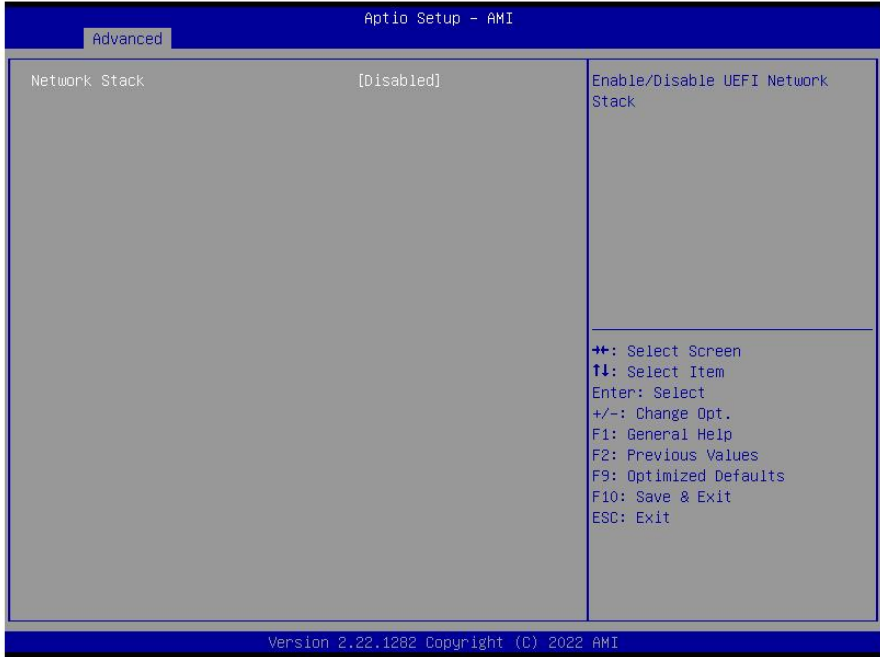 Aptio Setup – AMI
Advanced
Network Stack [Disabled]
Enable/Disable UEFI Network
Stack
→←: Select Screen
↑↓: Select Item
Enter: Select
+/-: Change Opt.
F1: General Help
F2: Previous Values
F9: Optimized Defaults
F10: Save & Exit
ESC: Exit
Version 2.22.1282 Copyright (C) 2022 AMI